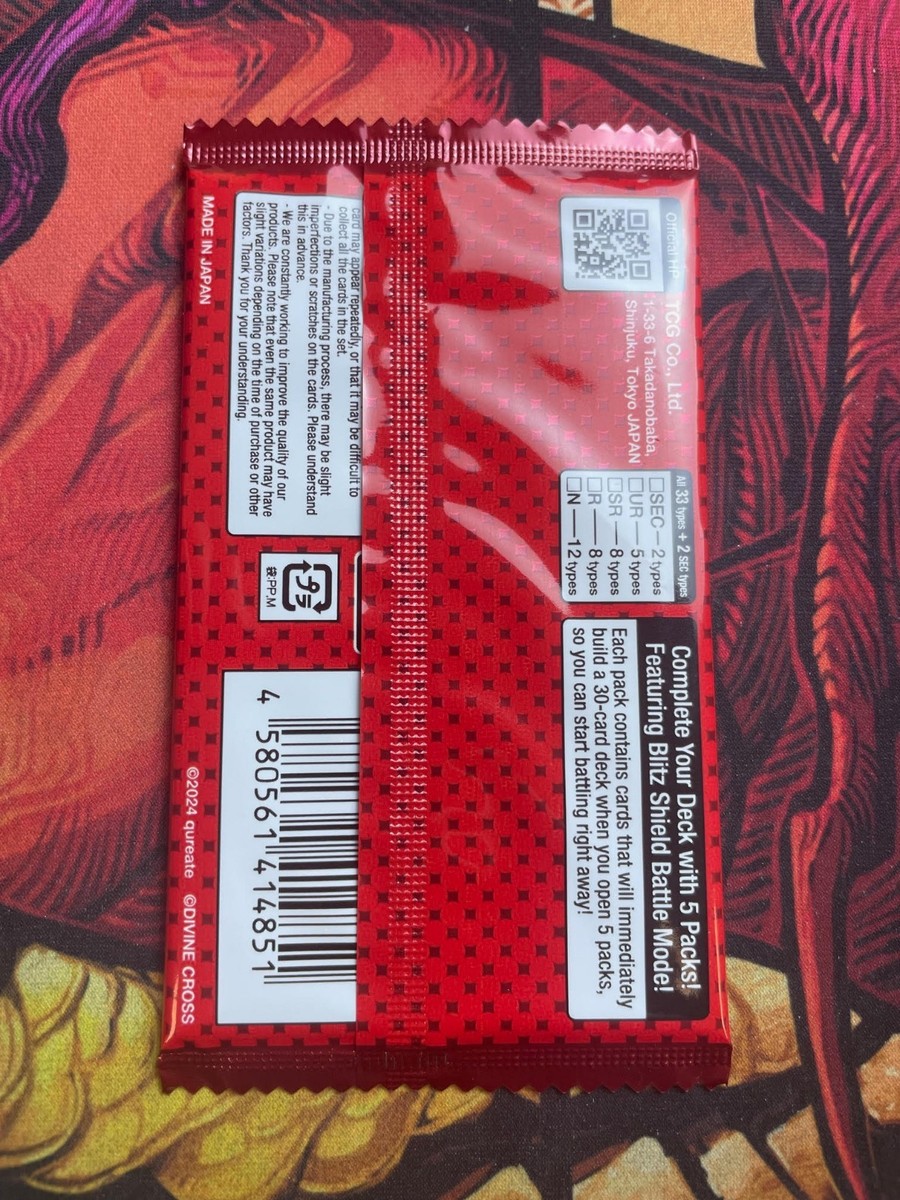 Complete Your Deck with 5 Packs!
Featuring Blitz Shield Battle Mode!
Each pack contains cards that will immediately
build a 30-card deck when you open 5 packs,
so you can start battling right away!
All 33 types + 2 SEC types
□SEC — 2 types
□UR — 5 types
□SR — 8 types
□R — 8 types
□N — 12 types
Official HP
TCG Co., Ltd.
1-33-6 Takadanobaba,
Shinjuku, Tokyo JAPAN
card may appear repeatedly, or that it may be difficult to
collect all the cards in the set.
- Due to the manufacturing process, there may be slight
imperfections or scratches on the cards. Please understand
this in advance.
- We are constantly working to improve the quality of our
products. Please note that even the same product may have
slight variations depending on the time of purchase or other
factors. Thank you for your understanding.
プラ
袋:PP,M
4 580561 414851
MADE IN JAPAN
©2024 qureate ©DIVINE CROSS